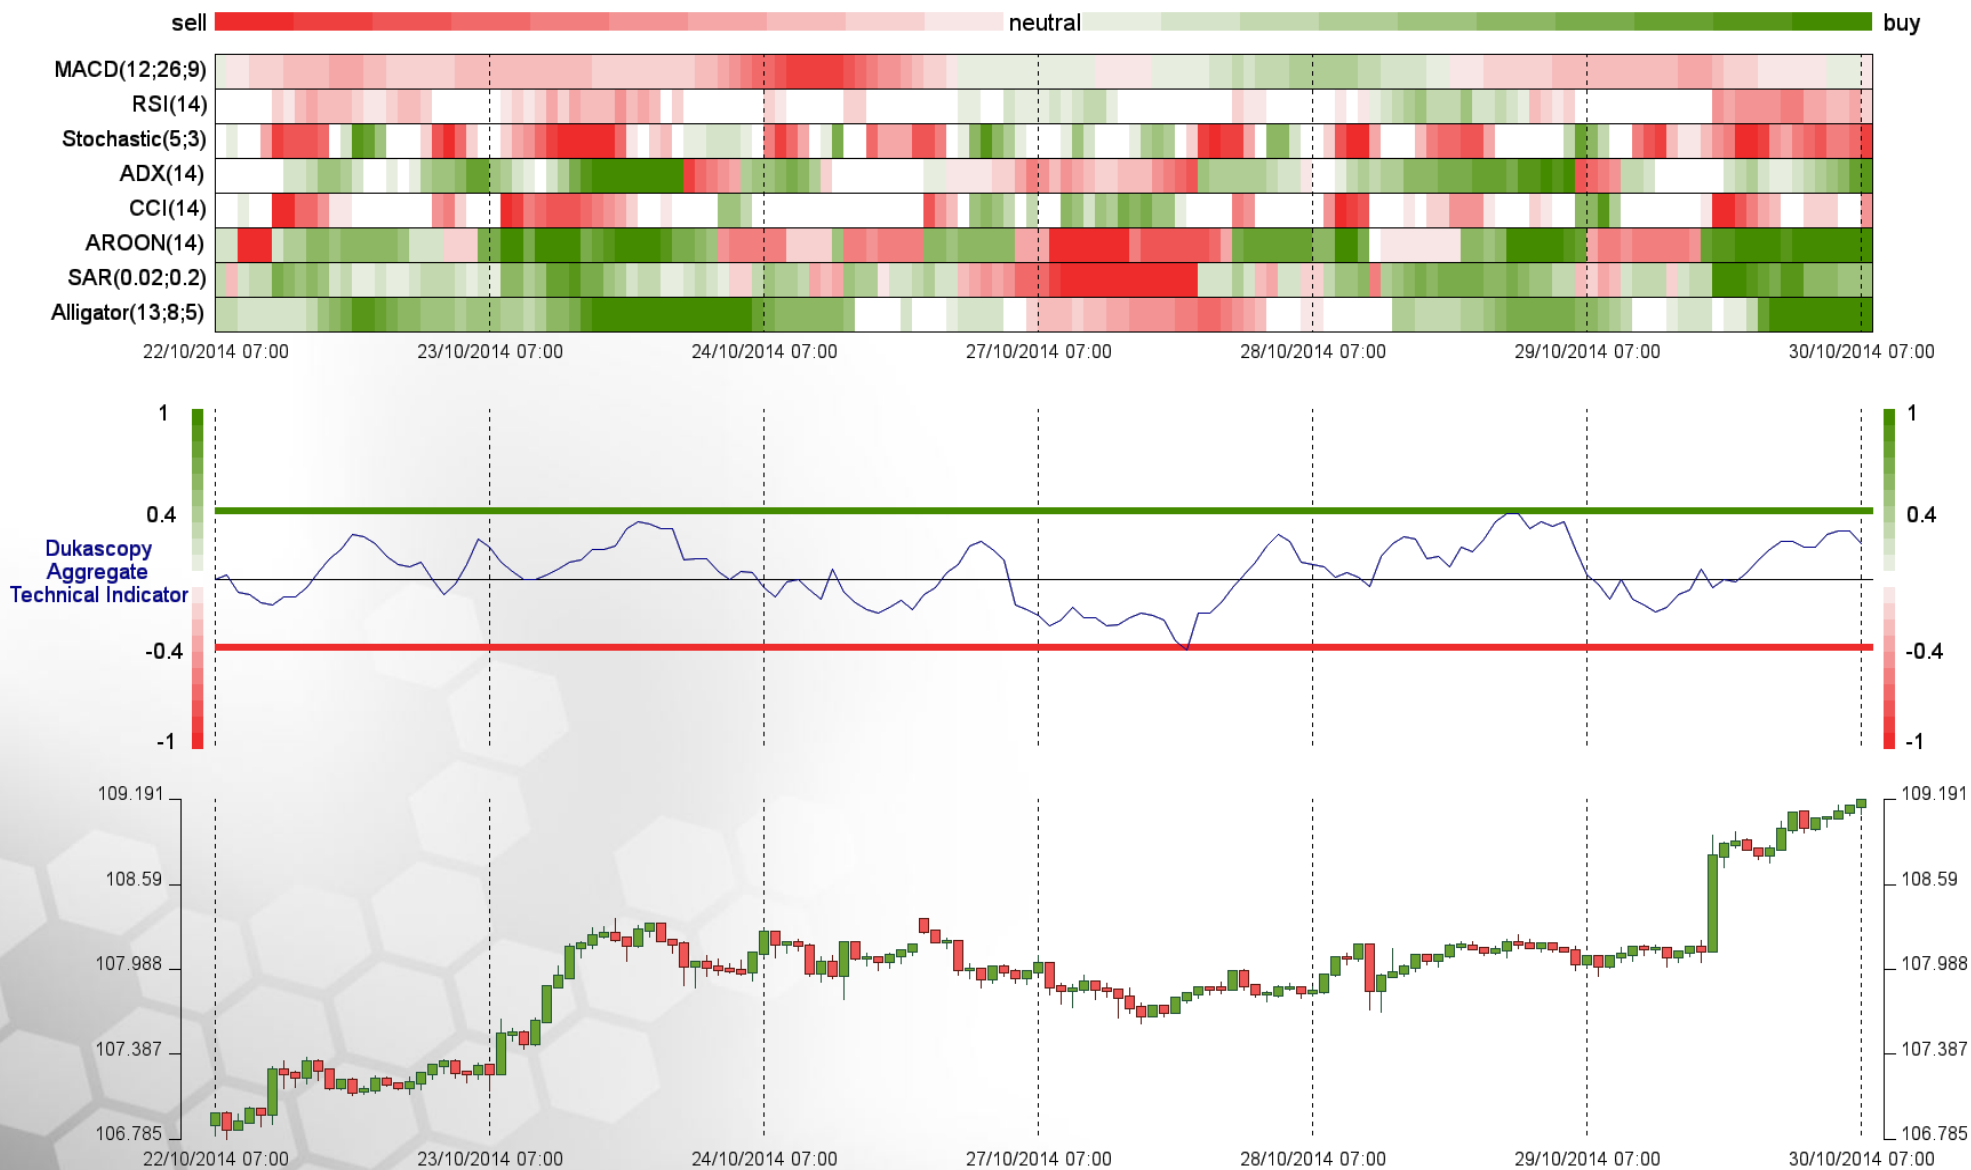 sell neutral buy
MACD(12;26;9)
RSI(14)
Stochastic(5;3)
ADX(14)
CCI(14)
AROON(14)
SAR(0.02;0.2)
Alligator(13;8;5)
22/10/2014 07:00 23/10/2014 07:00 24/10/2014 07:00 27/10/2014 07:00 28/10/2014 07:00 29/10/2014 07:00 30/10/2014 07:00
1 1
0.4 0.4
Dukascopy
Aggregate
Technical Indicator
-0.4 -0.4
-1 -1
109.191 109.191
108.59 108.59
107.988 107.988
107.387 107.387
106.785 106.785
22/10/2014 07:00 23/10/2014 07:00 24/10/2014 07:00 27/10/2014 07:00 28/10/2014 07:00 29/10/2014 07:00 30/10/2014 07:00